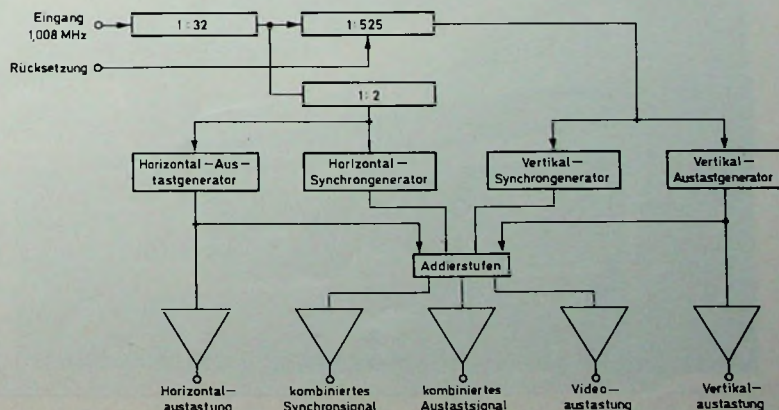 Eingang
1,008 MHz
1:32
1:525
Rücksetzung
1:2
Horizontal-Aus-
tastgenerator
Horizontal-
Synchrongenerator
Vertikal-
Synchrongenerator
Vertikal-
Austastgenerator
Addierstufen
Horizontal-
austastung
kombiniertes
Synchronsignal
kombiniertes
Austastsignal
Video-
austastung
Vertikal-
austastung